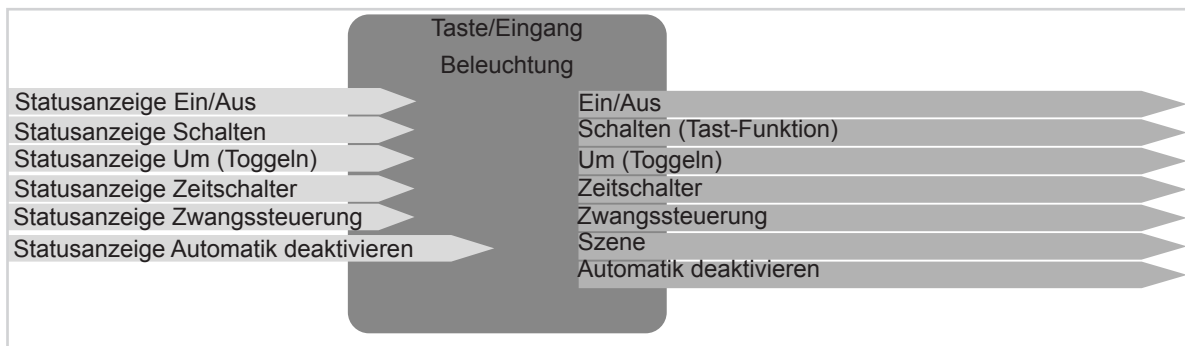 Taste/Eingang
Beleuchtung
Statusanzeige Ein/Aus
Statusanzeige Schalten
Statusanzeige Um (Toggeln)
Statusanzeige Zeitschalter
Statusanzeige Zwangssteuerung
Statusanzeige Automatik deaktivieren
Ein/Aus
Schalten (Tast-Funktion)
Um (Toggeln)
Zeitschalter
Zwangssteuerung
Szene
Automatik deaktivieren